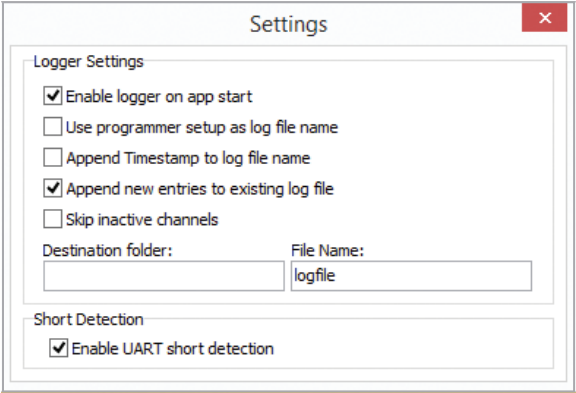 Settings
Logger Settings
Enable logger on app start
Use programmer setup as log file name
Append Timestamp to log file name
Append new entries to existing log file
Skip inactive channels
Destination folder: File Name:
logfile
Short Detection
Enable UART short detection